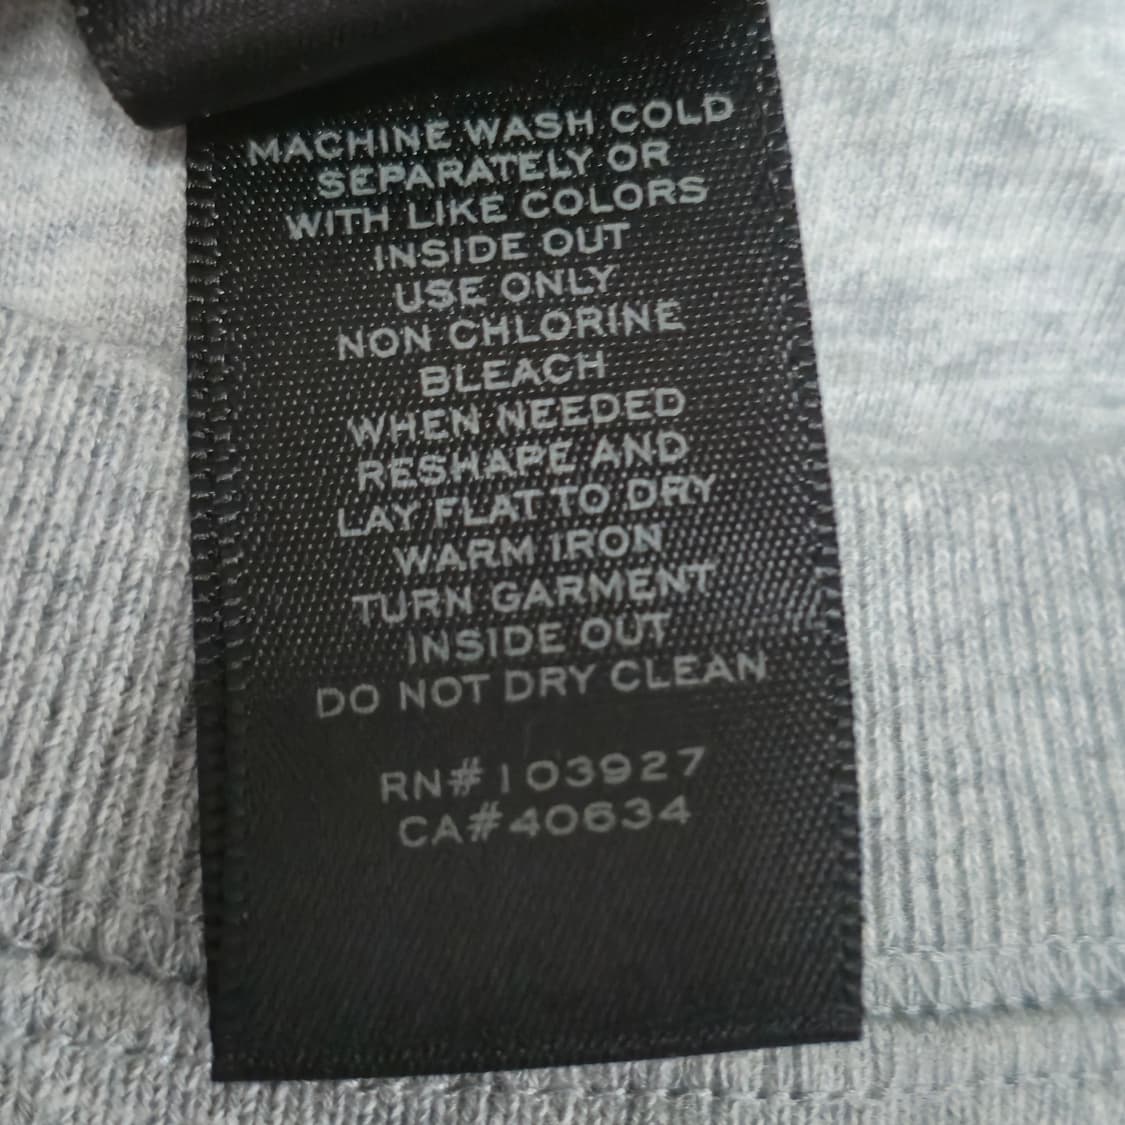 MACHINE WASH COLD
SEPARATELY OR
WITH LIKE COLORS
INSIDE OUT
USE ONLY
NON CHLORINE
BLEACH
WHEN NEEDED
RESHAPE AND
LAY FLAT TO DRY
WARM IRON
TURN GARMENT
INSIDE OUT
DO NOT DRY CLEAN
RN# 103927
CA#40634